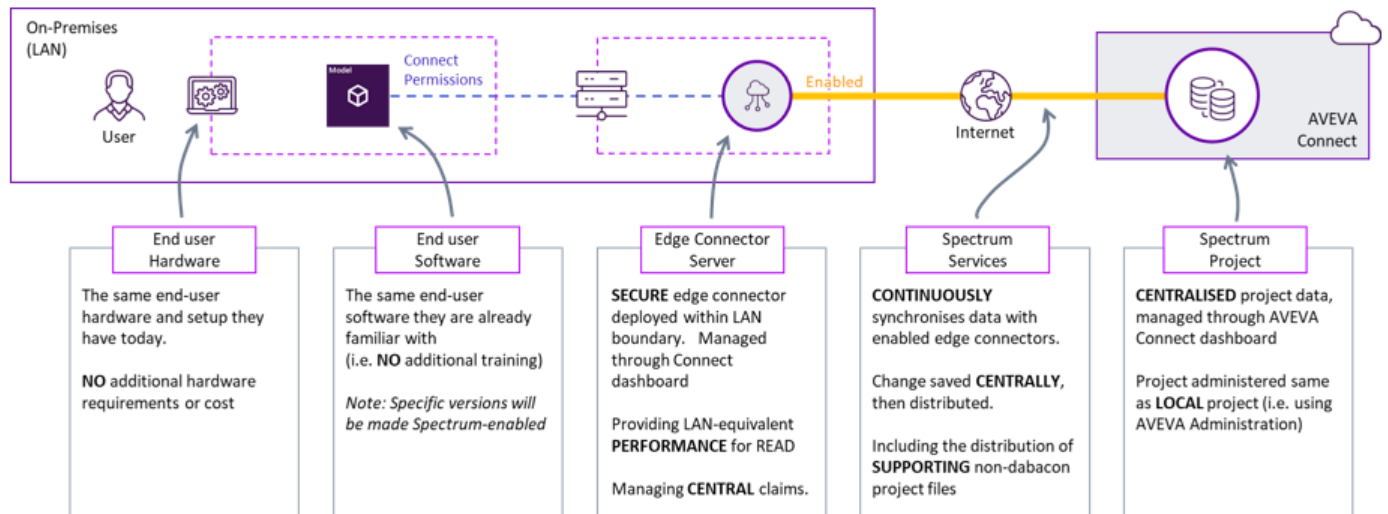 On-Premises
(LAN)
User
Model
Connect
Permissions
Enabled
Internet
AVEVA
Connect
End user
Hardware
The same end-user
hardware and setup they
have today.
NO additional hardware
requirements or cost
End user
Software
The same end-user
software they are already
familiar with
(i.e. NO additional training)
Note: Specific versions will
be made Spectrum-enabled
Edge Connector
Server
SECURE edge connector
deployed within LAN
boundary. Managed
through Connect
dashboard
Providing LAN-equivalent
PERFORMANCE for READ
Managing CENTRAL claims.
Spectrum
Services
CONTINUOUSLY
synchronises data with
enabled edge connectors.
Change saved CENTRALLY,
then distributed.
Including the distribution of
SUPPORTING non-dabacon
project files
Spectrum
Project
CENTRALISED project data,
managed through AVEVA
Connect dashboard
Project administered same
as LOCAL project (i.e. using
AVEVA Administration)